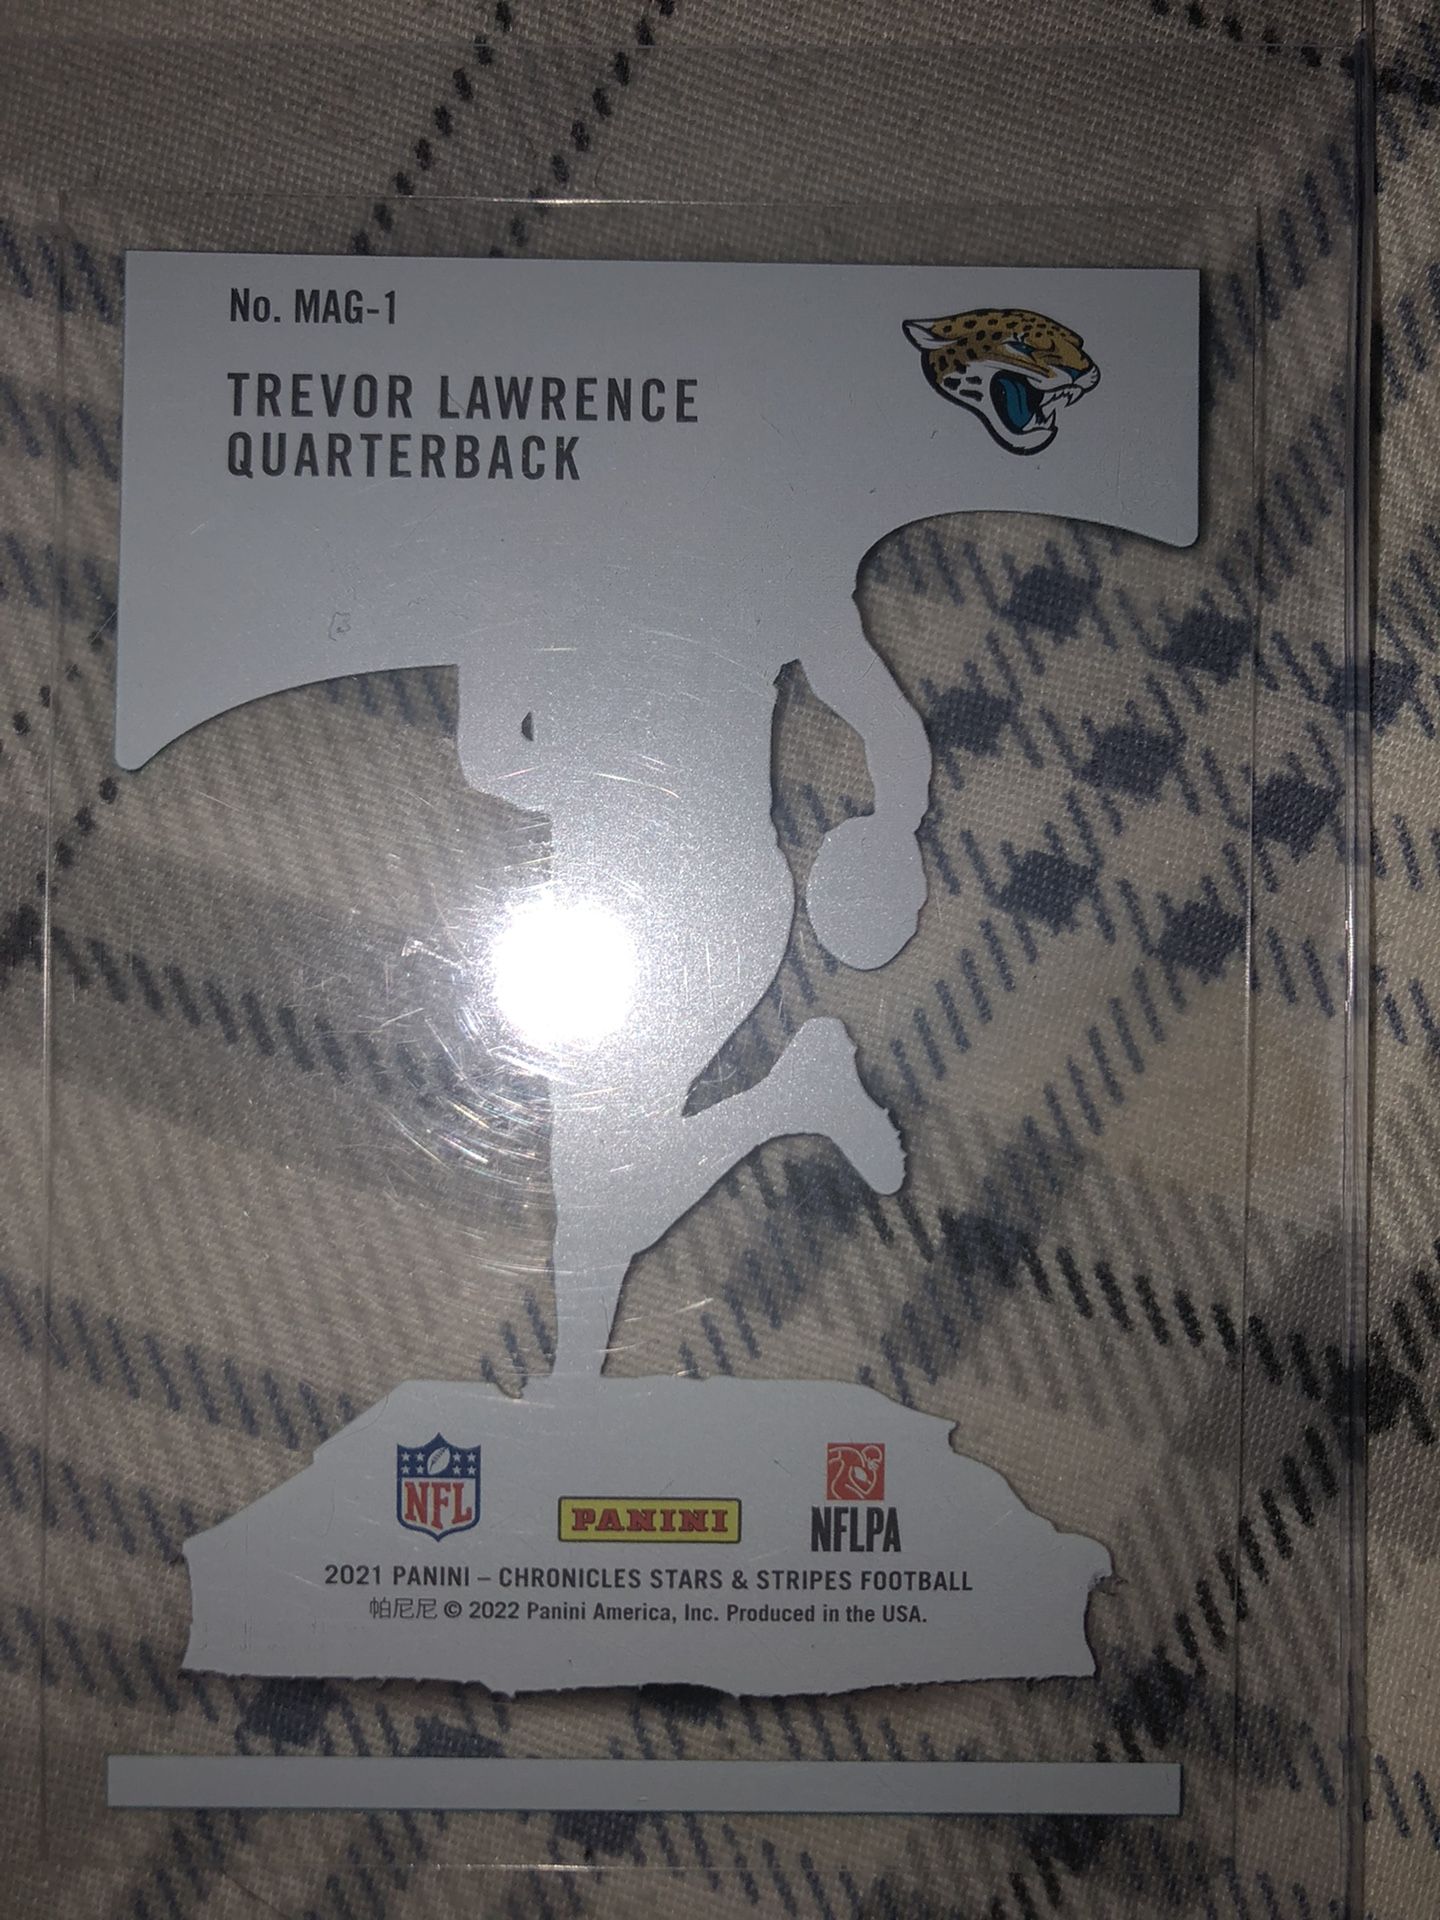 No. MAG-1
TREVOR LAWRENCE
QUARTERBACK
NFL
PANINI
NFLPA
2021 PANINI – CHRONICLES STARS & STRIPES FOOTBALL
帕尼尼 © 2022 Panini America, Inc. Produced in the USA.